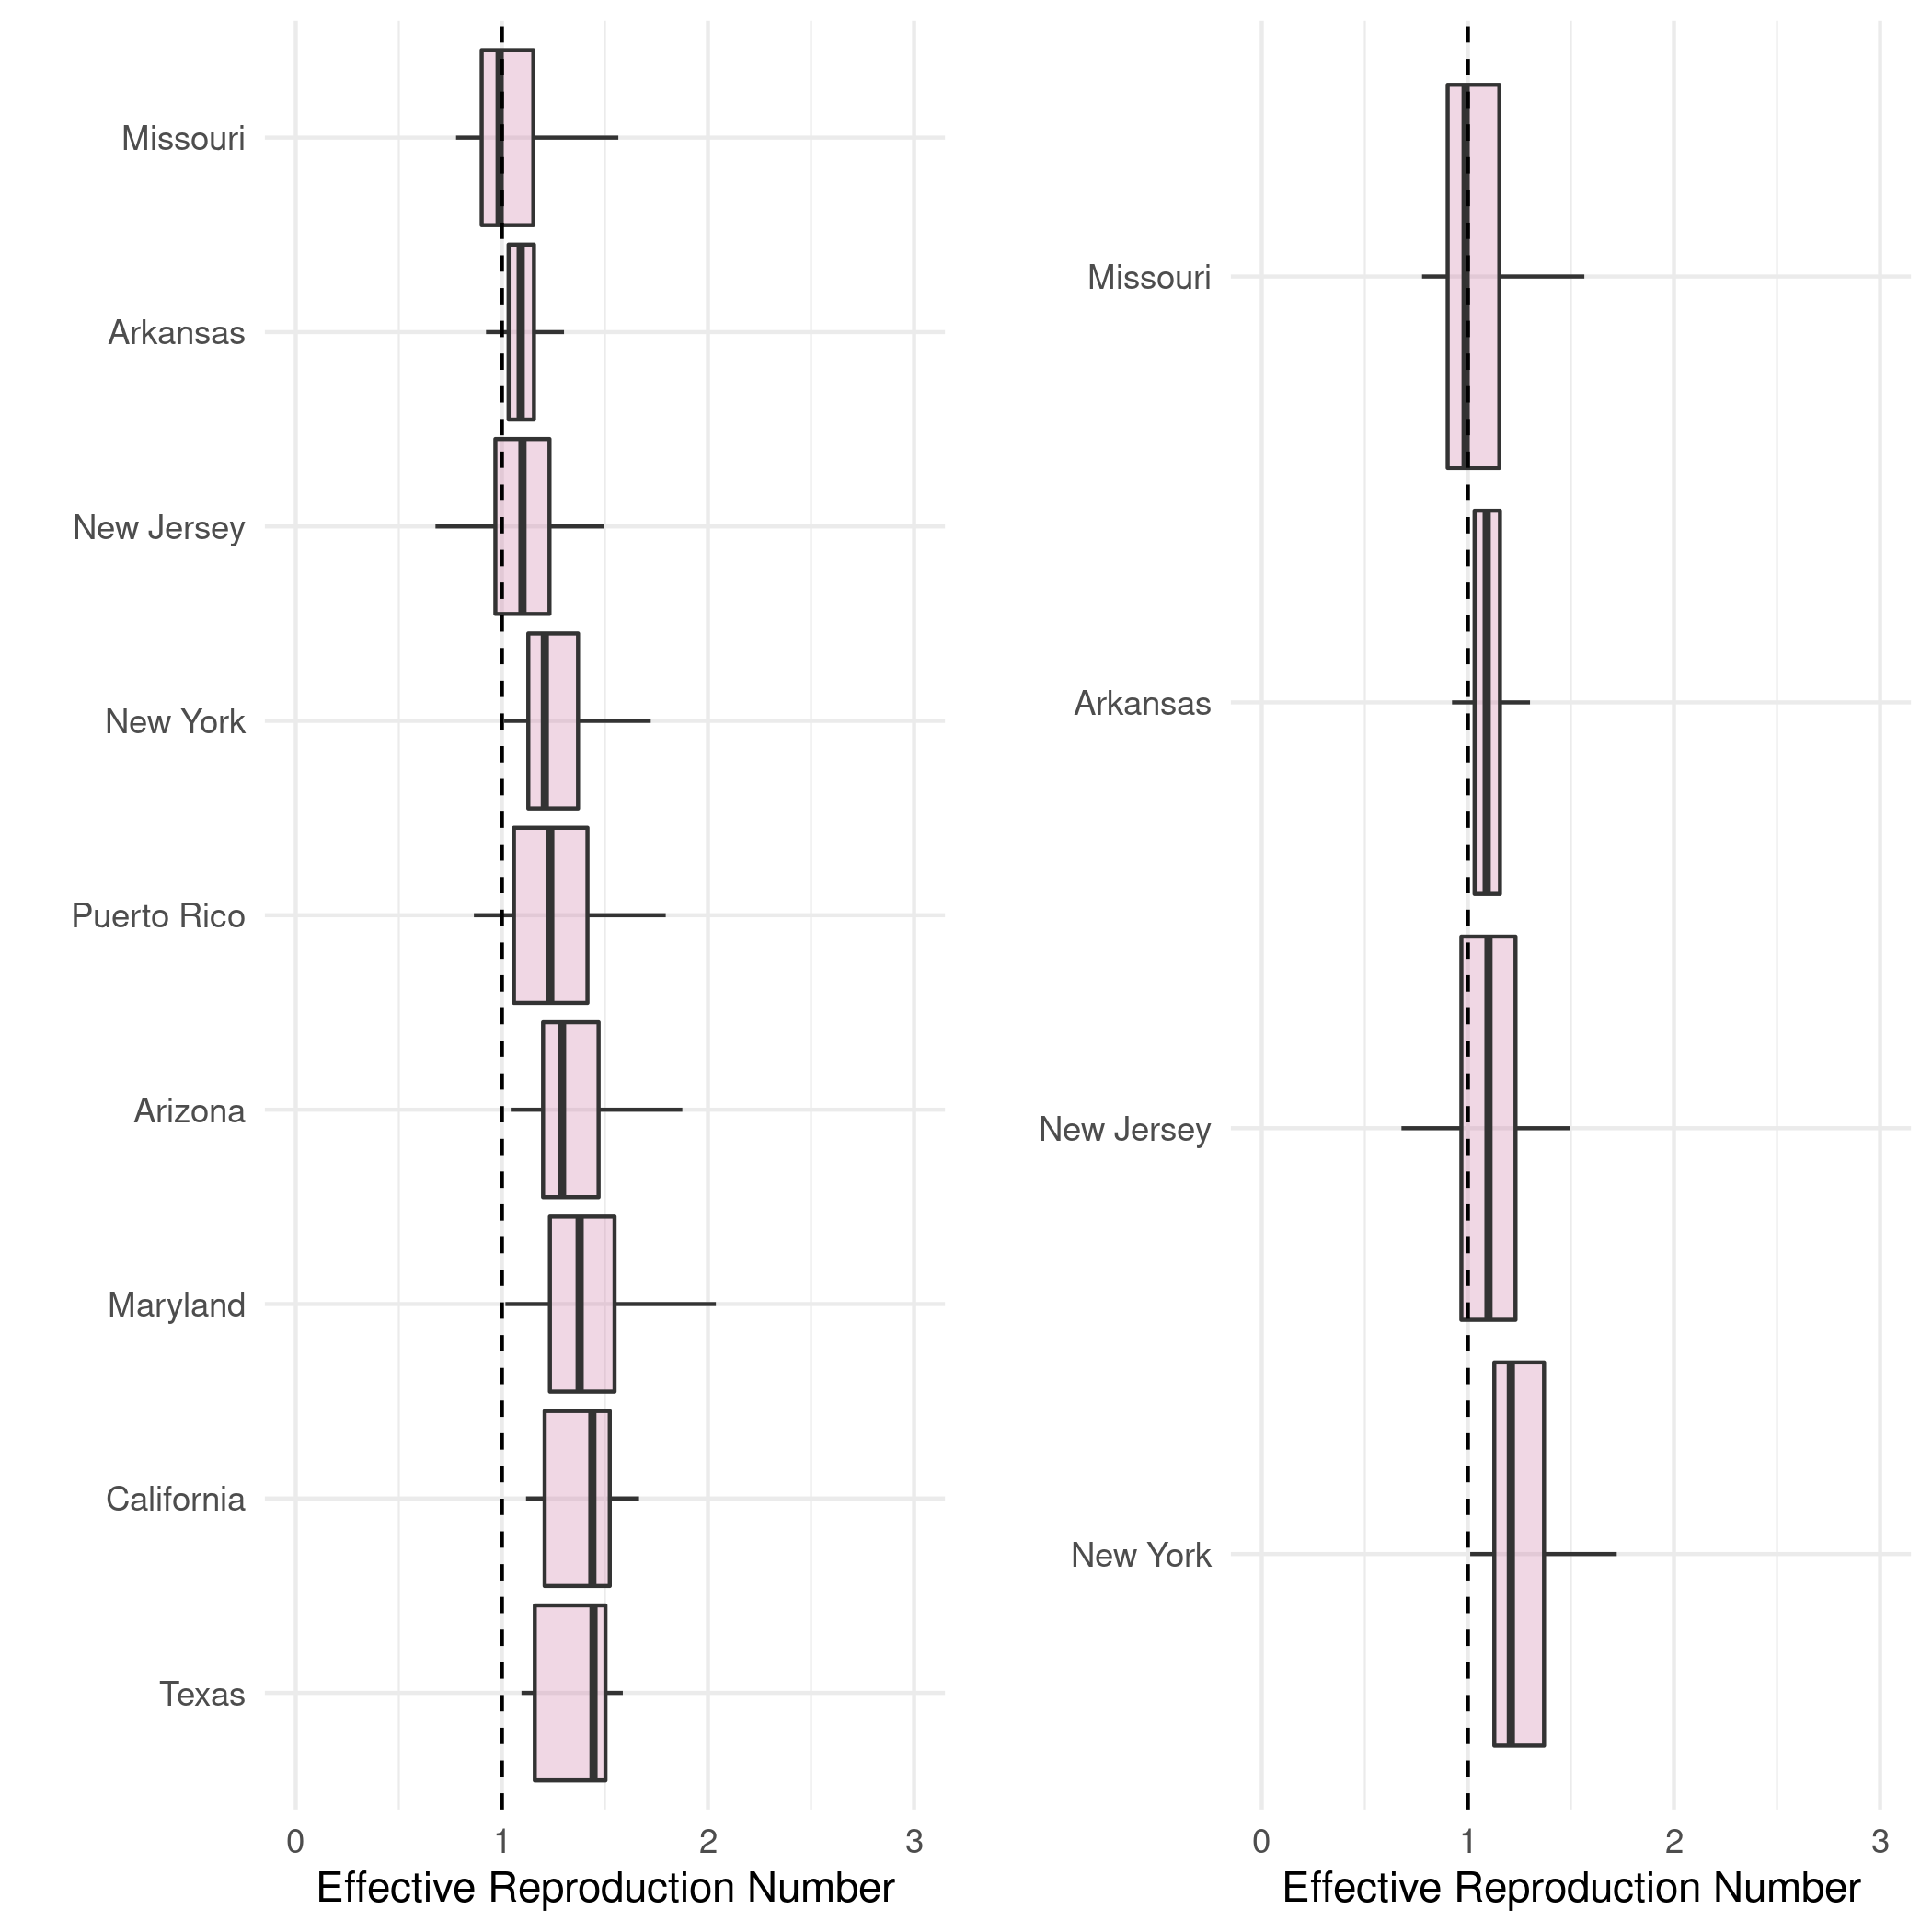 Missouri
Arkansas
New Jersey
New York
Puerto Rico
Arizona
Maryland
California
Texas
0 1 2 3
Effective Reproduction Number
Missouri
Arkansas
New Jersey
New York
0 1 2 3
Effective Reproduction Number